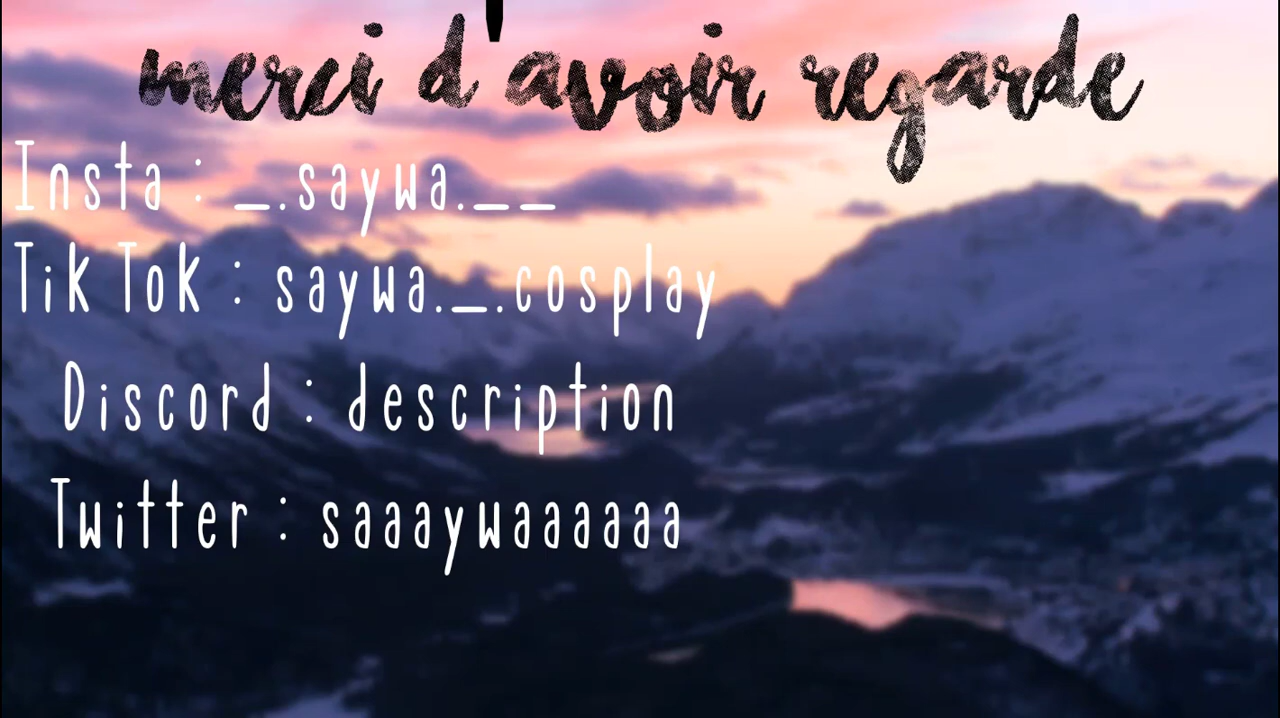 merci d'avoir regarde
Insta : _.saywa.__
Tik Tok : saywa._.cosplay
Discord : description
Twitter : saaaywaaaaaa